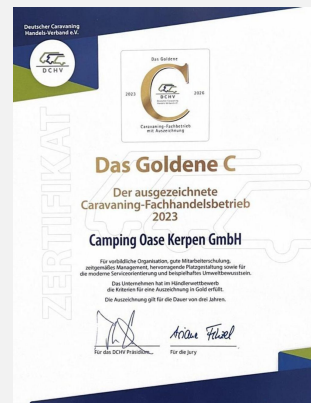 Deutscher Caravaning
Handels-Verband e.V.
DCHV
Das Goldene
2023
2026
C
DCHV
Caravaning-Fachbetrieb
mit Auszeichnung
ZERTIFIKAT
Das Goldene C
Der ausgezeichnete
Caravaning-Fachhandelsbetrieb
2023
Camping Oase Kerpen GmbH
Für vorbildliche Organisation, gute Mitarbeiterschulung,
zeitgemäßes Management, hervorragende Platzgestaltung sowie für
die moderne Serviceorientierung und beispielhaftes Umweltbewusstsein.
Das Unternehmen hat im Händlerwettbewerb
die Kriterien für eine Auszeichnung in Gold erfüllt.
Die Auszeichnung gilt für die Dauer von drei Jahren.
Für das DCHV Präsidium
Für die Jury